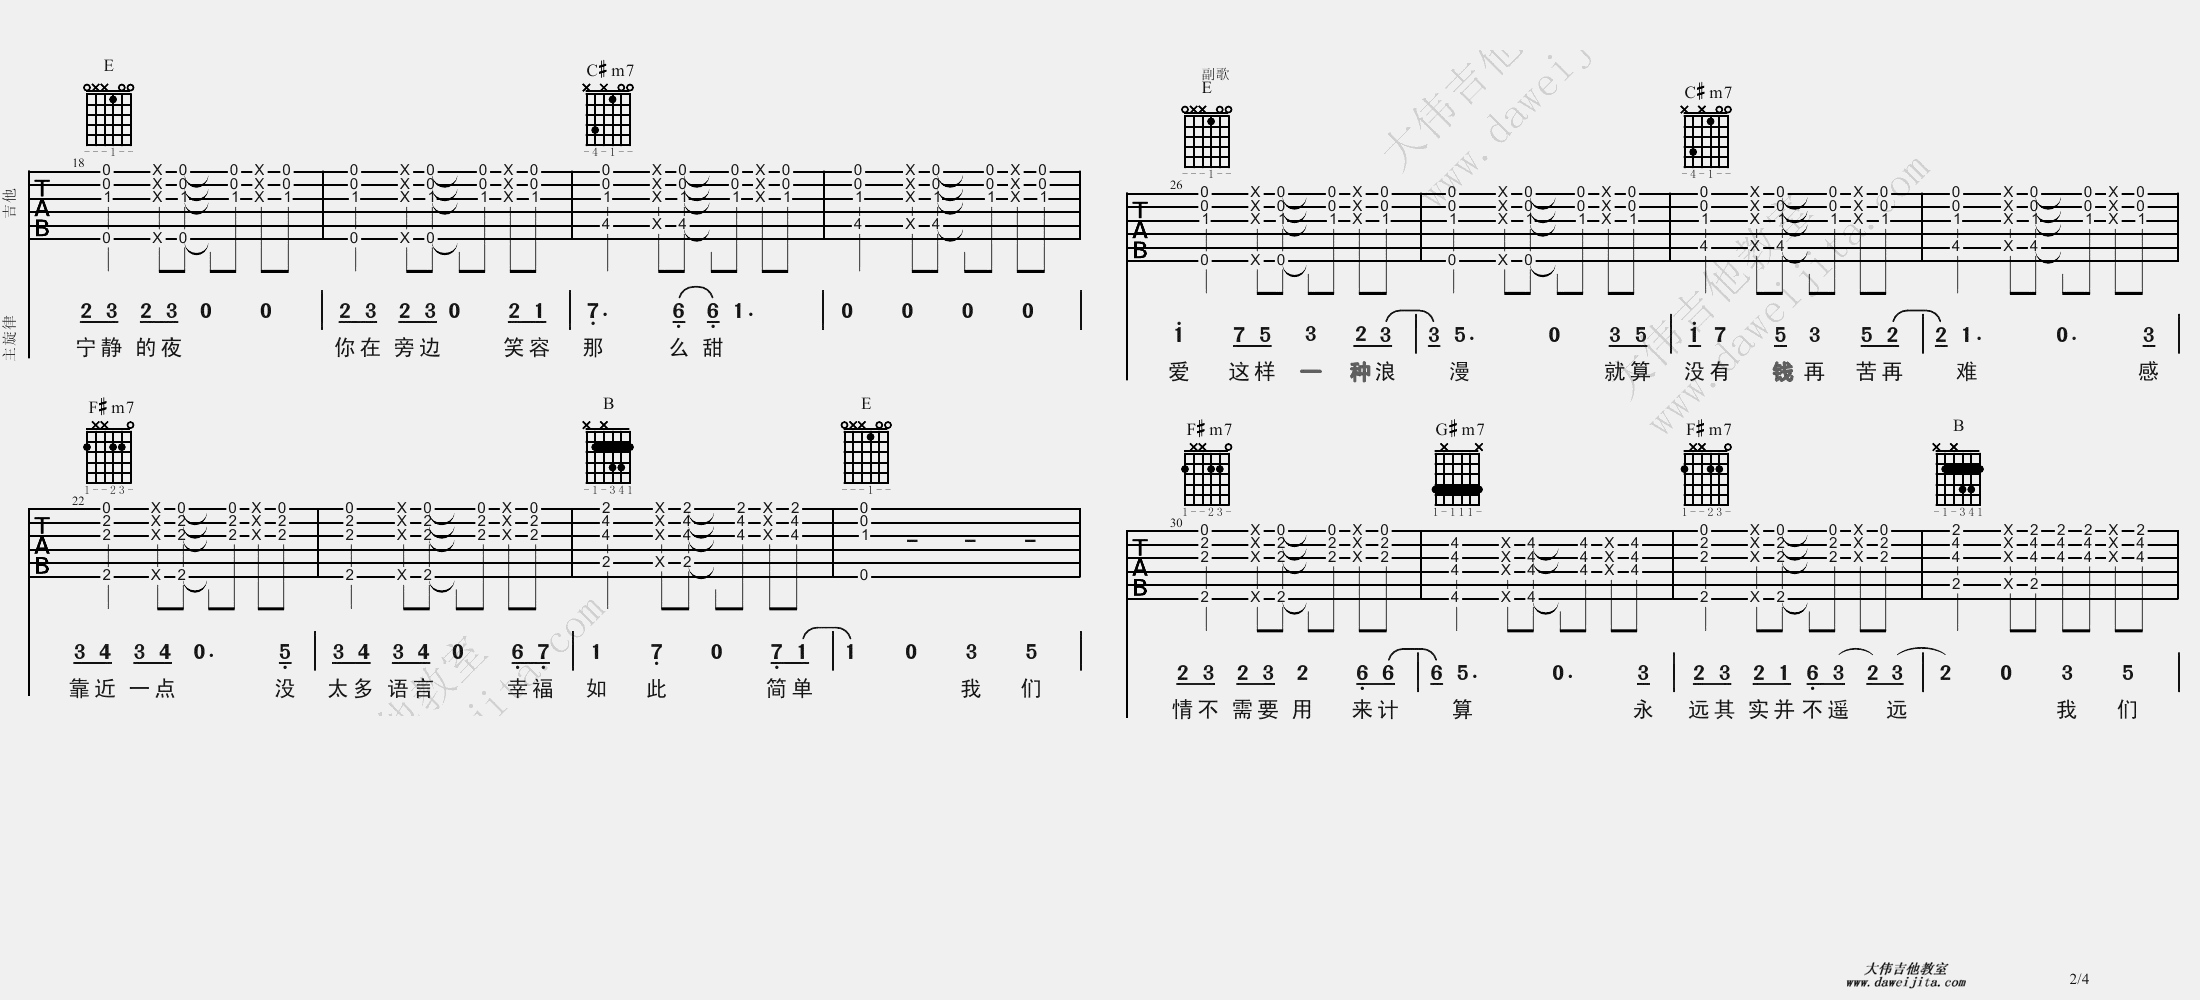 E C♯m7
18
吉他
TAB
主旋律
2 3 2 3 0 0 2 3 2 3 0 2 1 7. 6 6 1. 0 0 0 0
宁静 的夜 你在 旁边 笑容 那 么 甜
F♯m7 B E
22
TAB
3 4 3 4 0. 5 3 4 3 4 0 6 7 1 7 0 7 1 1 0 3 5
靠近 一点 没 太多 语言 幸福 如 此 简单 我 们
副歌
E C♯m7
26
TAB
1 7 5 3 2 3 3 5. 0 3 5 1 7 5 3 5 2 2 1. 0. 3
爱 这样 一 种浪 漫 就算 没有 钱再 苦再 难 感
F♯m7 G♯m7 F♯m7 B
30
TAB
2 3 2 3 2 6 6 6 5. 0. 3 2 3 2 1 6 3 2 3 2 0 3 5
情不 需要 用 来计 算 永 远其 实并 不遥 远 我 们
大伟吉他教室
www.daweijita.com
2/4